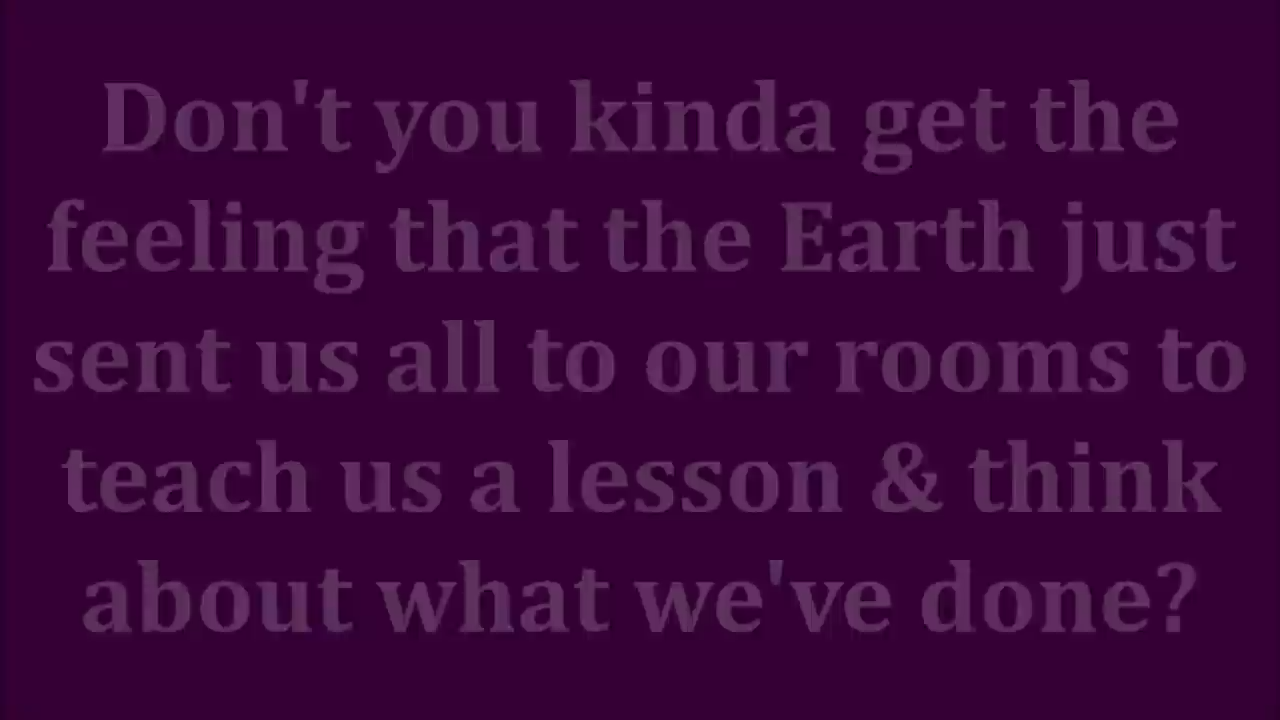 Don't you kinda get the
feeling that the Earth just
sent us all to our rooms to
teach us a lesson & think
about what we've done?